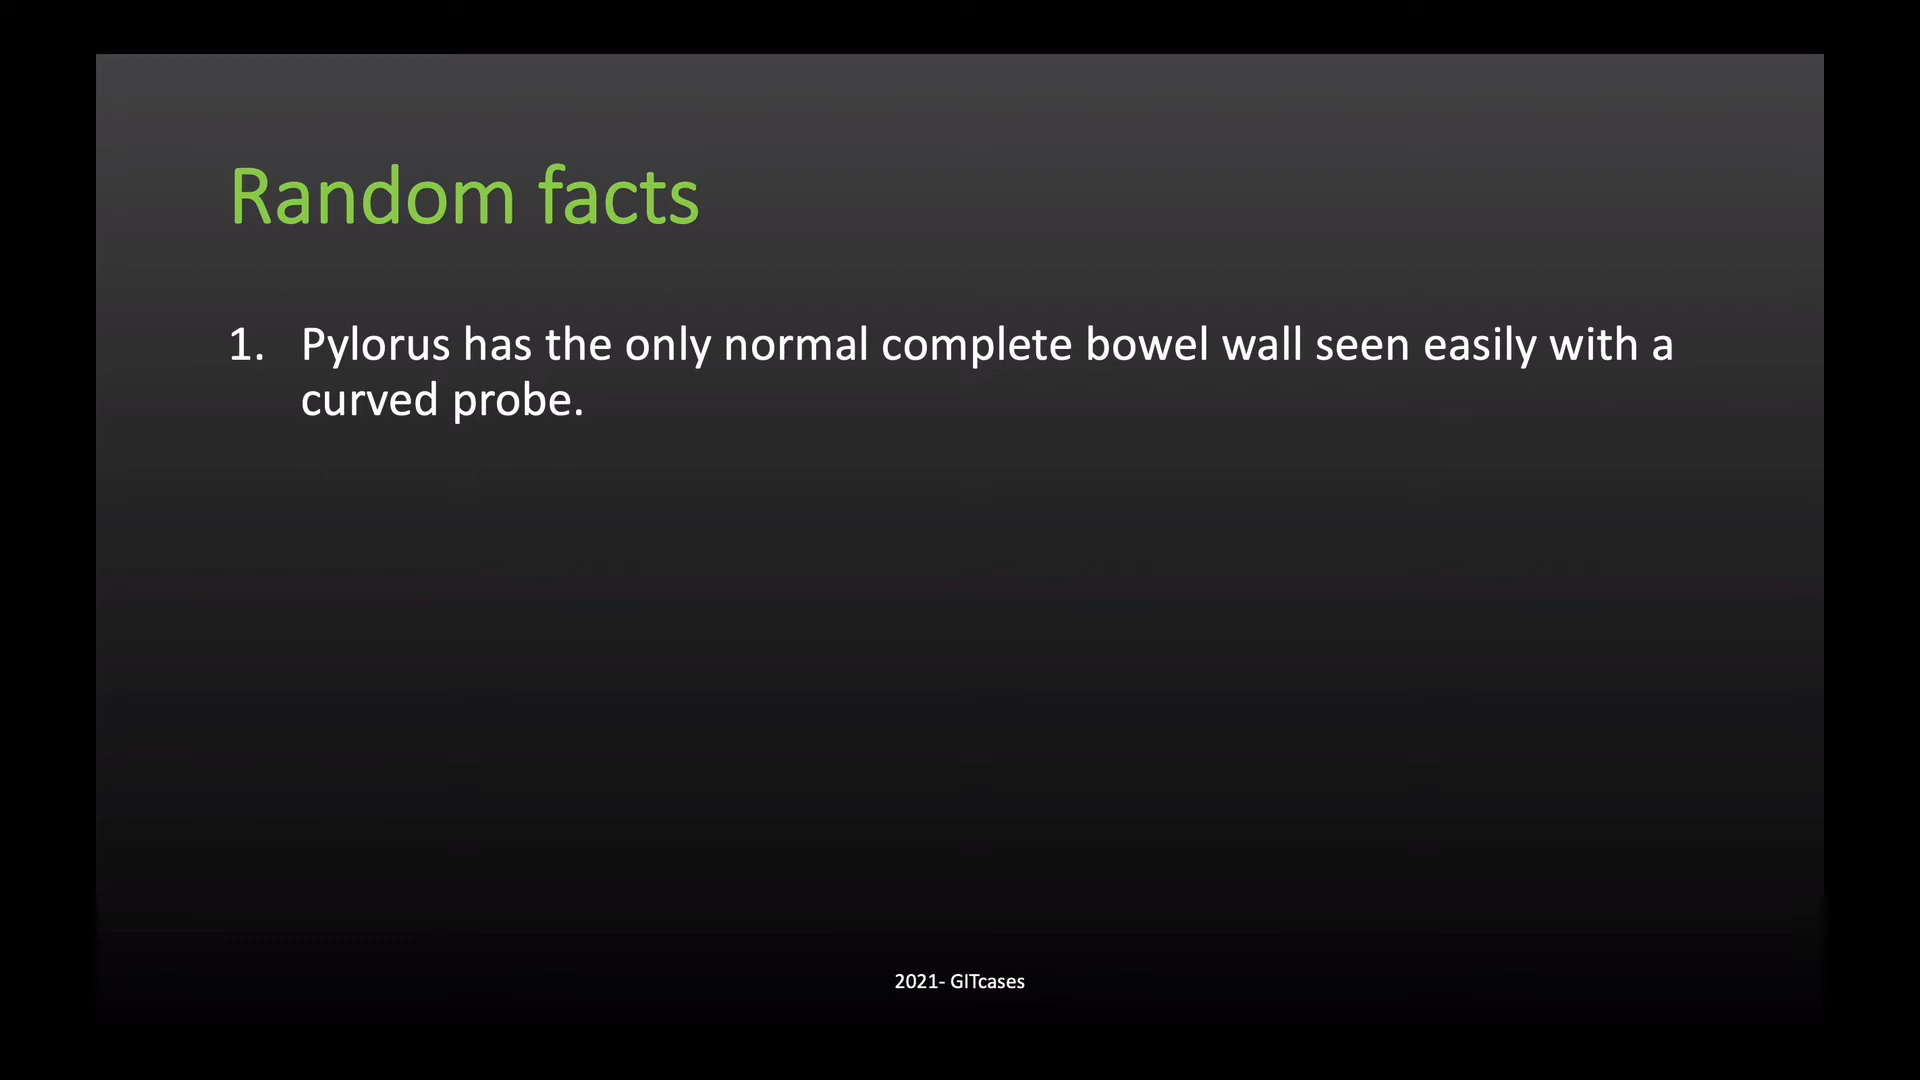 Random facts
1. Pylorus has the only normal complete bowel wall seen easily with a
curved probe.
2021- GITcases